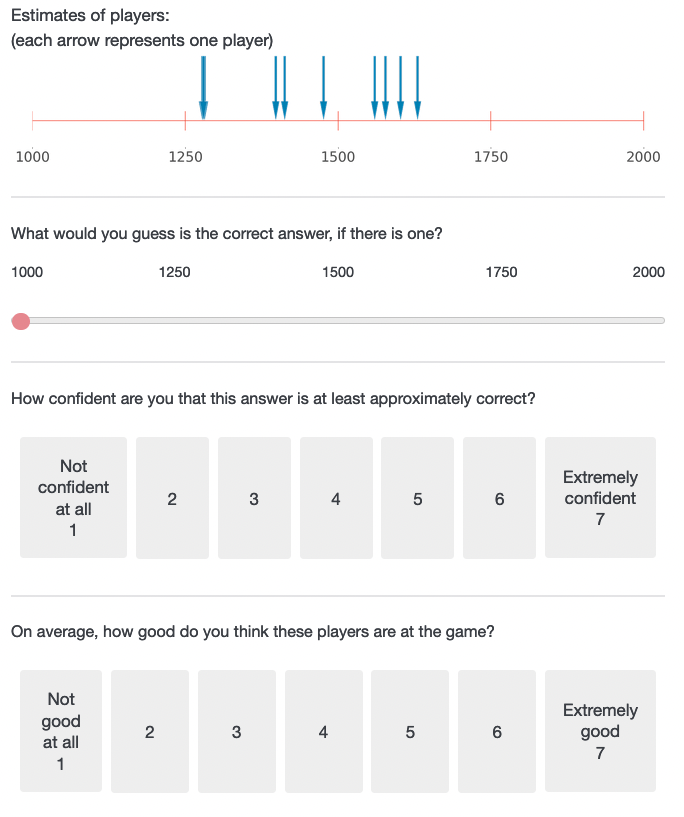 Estimates of players:
(each arrow represents one player)
1000 1250 1500 1750 2000
What would you guess is the correct answer, if there is one?
1000 1250 1500 1750 2000
How confident are you that this answer is at least approximately correct?
Not
confident
at all
1
2
3
4
5
6
Extremely
confident
7
On average, how good do you think these players are at the game?
Not
good
at all
1
2
3
4
5
6
Extremely
good
7